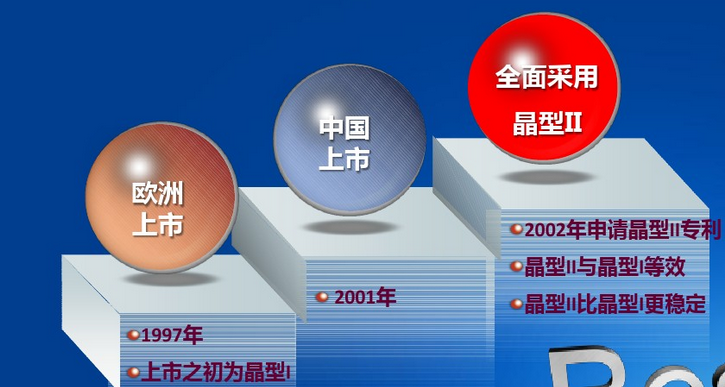 欧洲
上市
1997年
上市之初为晶型I
中国
上市
2001年
全面采用
晶型II
2002年申请晶型II专利
晶型II与晶型I等效
晶型II比晶型I更稳定